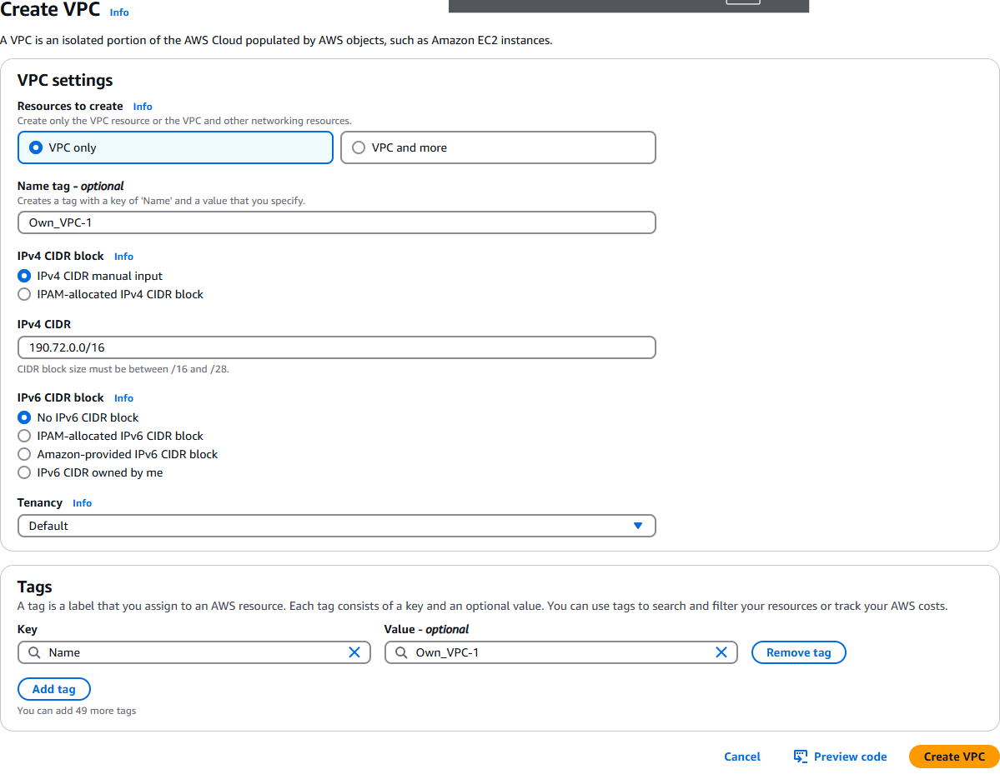 Create VPC Info
A VPC is an isolated portion of the AWS Cloud populated by AWS objects, such as Amazon EC2 instances.
VPC settings
Resources to create Info
Create only the VPC resource or the VPC and other networking resources.
VPC only
VPC and more
Name tag - optional
Creates a tag with a key of 'Name' and a value that you specify.
Own_VPC-1
IPv4 CIDR block Info
IPv4 CIDR manual input
IPAM-allocated IPv4 CIDR block
IPv4 CIDR
190.72.0.0/16
CIDR block size must be between /16 and /28.
IPv6 CIDR block Info
No IPv6 CIDR block
IPAM-allocated IPv6 CIDR block
Amazon-provided IPv6 CIDR block
IPv6 CIDR owned by me
Tenancy Info
Default
Tags
A tag is a label that you assign to an AWS resource. Each tag consists of a key and an optional value. You can use tags to search and filter your resources or track your AWS costs.
Key Value - optional
Name Own_VPC-1 Remove tag
Add tag
You can add 49 more tags
Cancel Preview code Create VPC